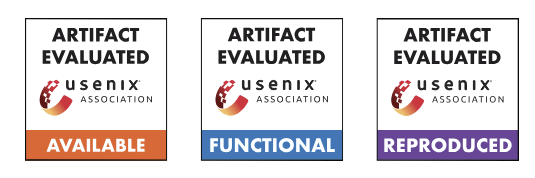 ARTIFACT
EVALUATED
usenix
ASSOCIATION
AVAILABLE
ARTIFACT
EVALUATED
usenix
ASSOCIATION
FUNCTIONAL
ARTIFACT
EVALUATED
usenix
ASSOCIATION
REPRODUCED